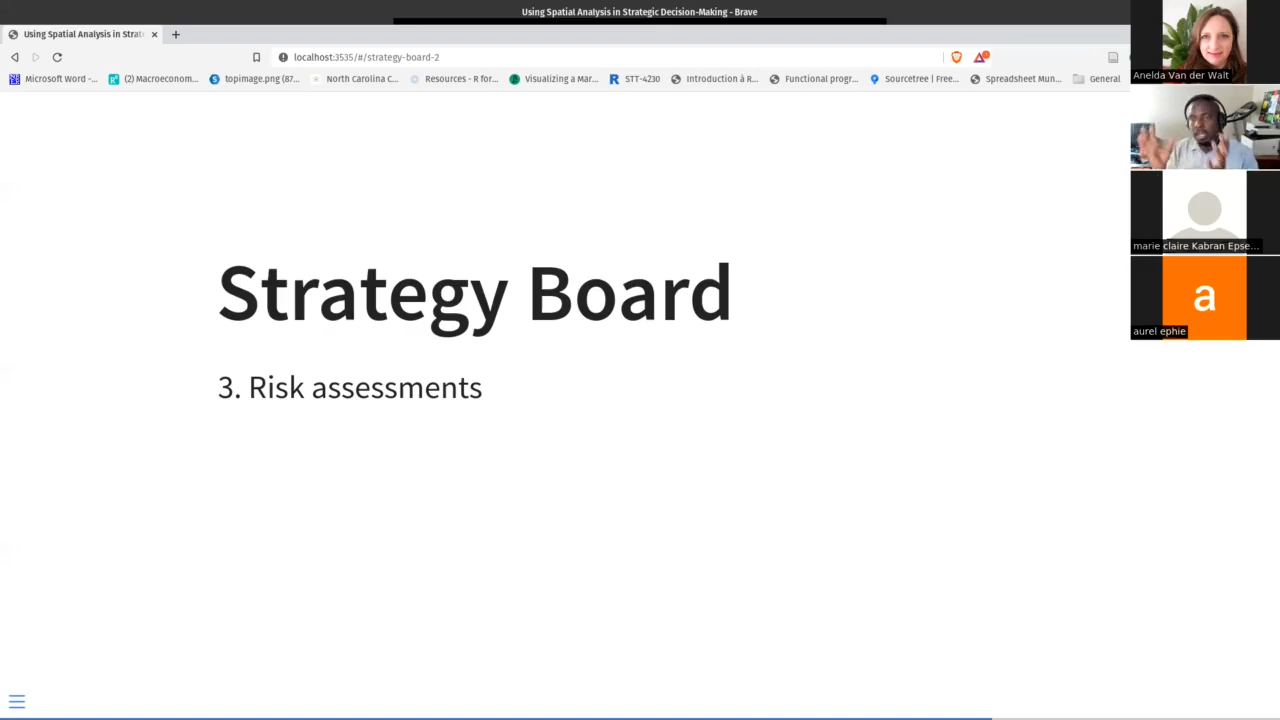 Using Spatial Analysis in Strategic Decision-Making - Brave
Using Spatial Analysis in Strat
localhost:3535/#/strategy-board-2
Microsoft Word -... (2) Macroeconom... topimage.png (87... North Carolina C... Resources - R for... Visualizing a Mar... STT-4230 Introduction à R... Functional progr... Sourcetree | Free... Spreadsheet Mun... General
Strategy Board
3. Risk assessments
Anelda Van der Walt
marie claire Kabran Epse...
a
aurel ephie